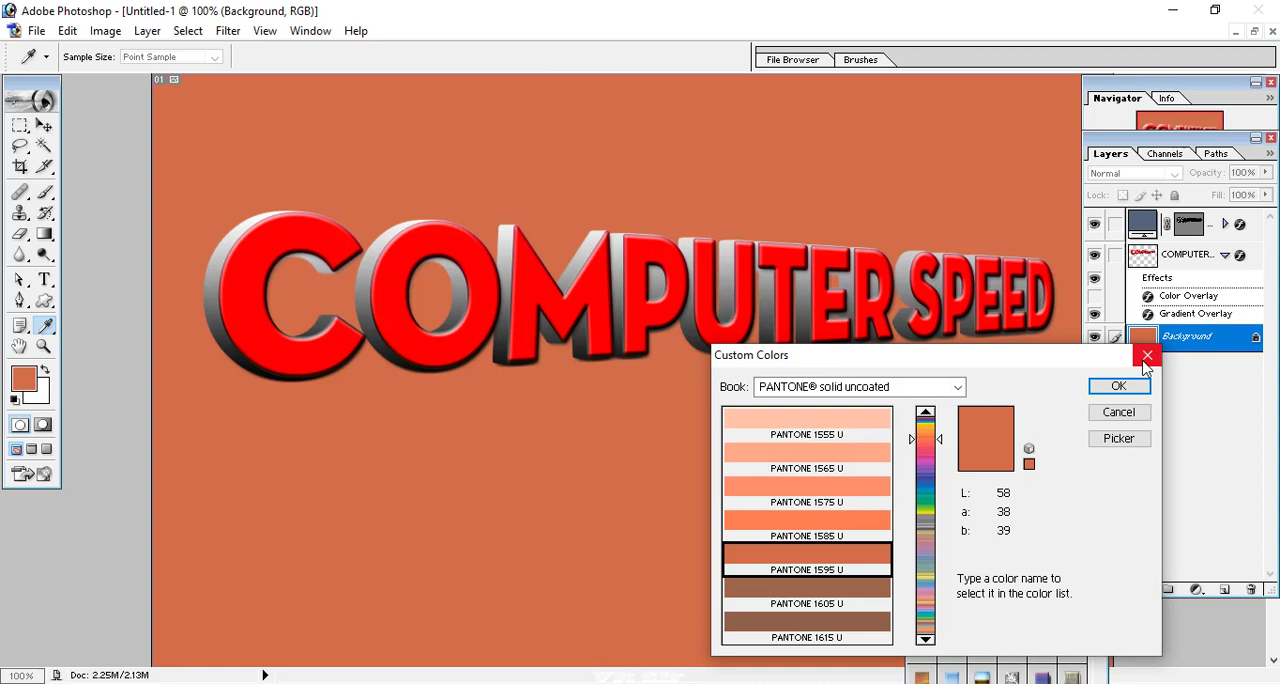 Adobe Photoshop - [Untitled-1 @ 100% (Background, RGB)]
File Edit Image Layer Select Filter View Window Help
Sample Size: Point Sample
File Browser Brushes
01
Navigator Info
Layers Channels Paths
Normal Opacity: 100%
Lock: Fill: 100%
...
COMPUTER...
Effects
Color Overlay
Gradient Overlay
Background
COMPUTER SPEED
Custom Colors
Book: PANTONE® solid uncoated
OK
Cancel
Picker
PANTONE 1555 U
PANTONE 1565 U
PANTONE 1575 U
PANTONE 1585 U
PANTONE 1595 U
PANTONE 1605 U
PANTONE 1615 U
L: 58
a: 38
b: 39
Type a color name to
select it in the color list.
100% Doc: 2.25M/2.13M